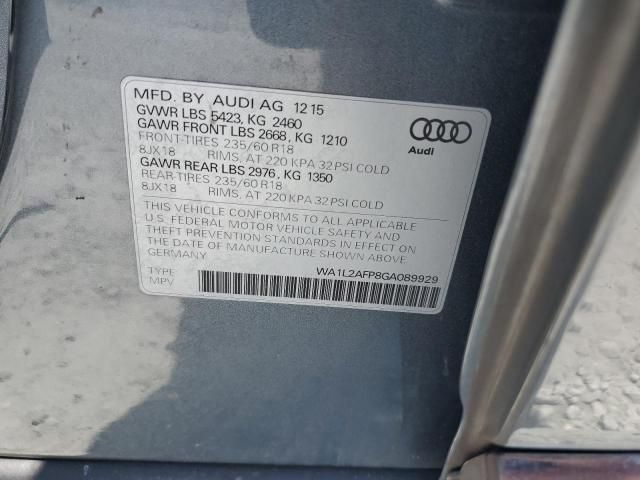 MFD. BY AUDI AG 12 15
GVWR LBS 5423, KG 2460
GAWR FRONT LBS 2668, KG 1210
FRONT-TIRES 235/60 R18
8JX18 RIMS, AT 220 KPA 32 PSI COLD
GAWR REAR LBS 2976, KG 1350
REAR-TIRES 235/60 R18
8JX18 RIMS, AT 220 KPA 32 PSI COLD
Audi
THIS VEHICLE CONFORMS TO ALL APPLICABLE
U.S. FEDERAL MOTOR VEHICLE SAFETY AND
THEFT PREVENTION STANDARDS IN EFFECT ON
THE DATE OF MANUFACTURE SHOWN ABOVE.
GERMANY
TYPE:
MPV
WA1L2AFP8GA089929